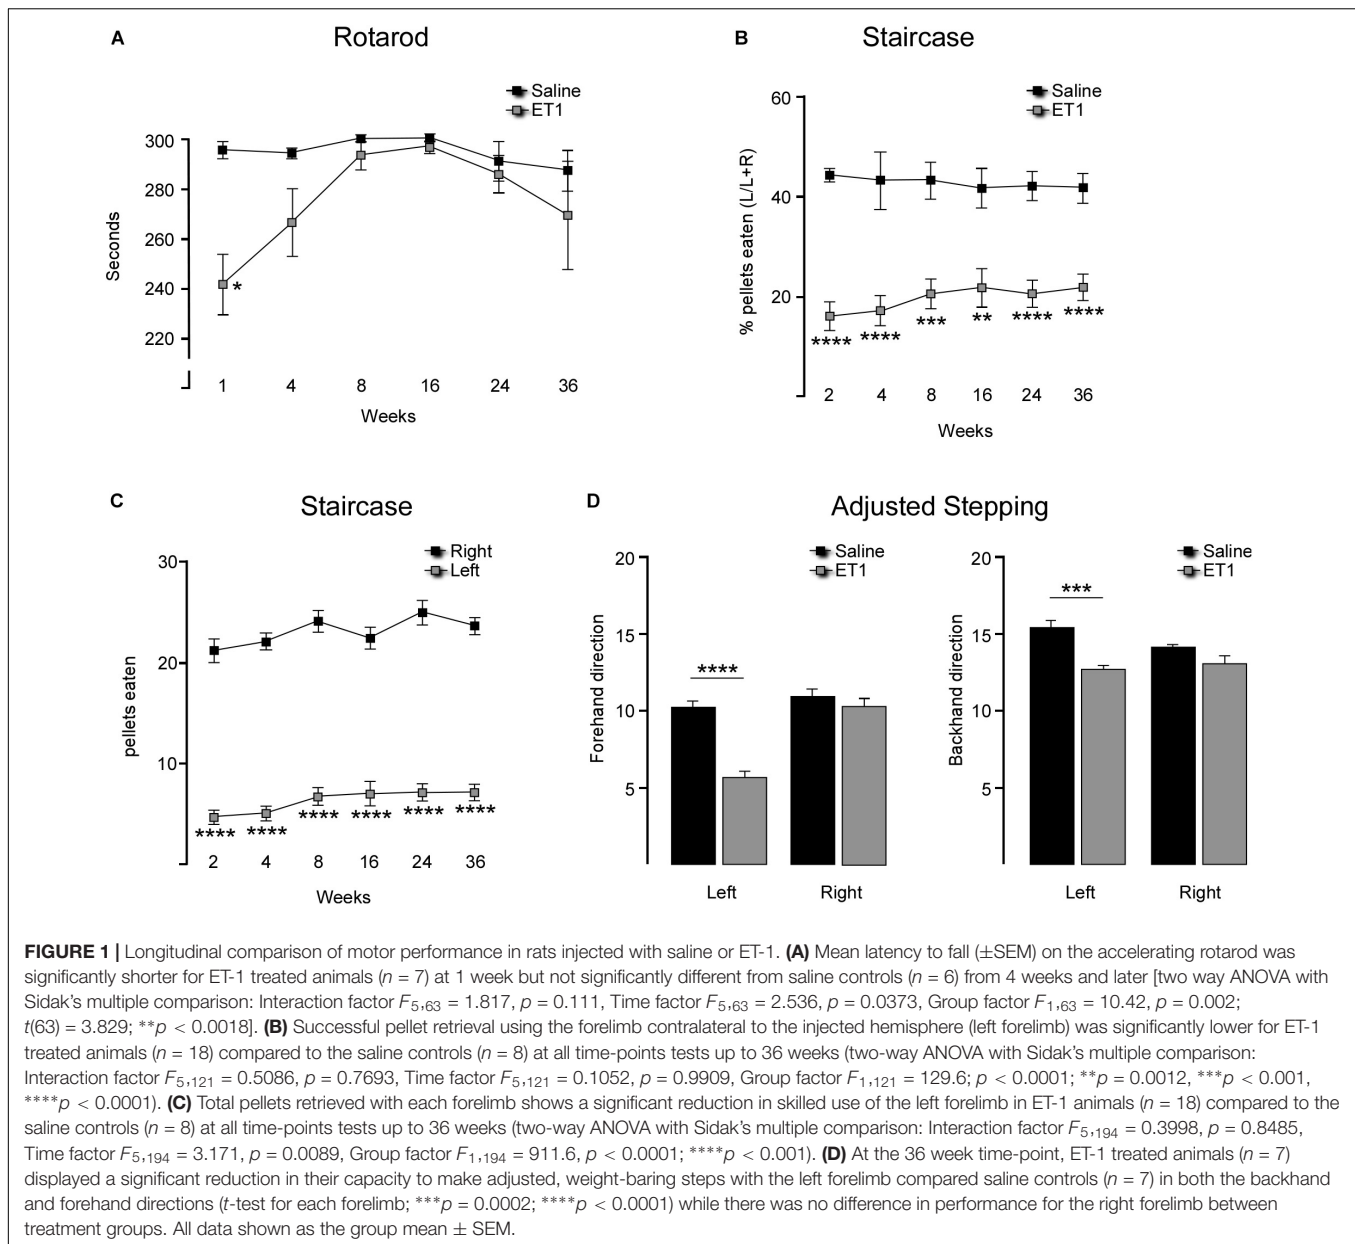 A
Rotarod
Saline
ET1
300
280
260
240
220
Seconds
*
1 4 8 16 24 36
Weeks
B
Staircase
Saline
ET1
60
40
20
% pellets eaten (L/L+R)
**** **** *** ** **** ****
2 4 8 16 24 36
Weeks
C
Staircase
Right
Left
30
20
10
pellets eaten
**** **** **** **** **** ****
2 4 8 16 24 36
Weeks
D
Adjusted Stepping
Saline
ET1
20
15
10
5
Forehand direction
****
Left Right
Saline
ET1
20
15
10
5
Backhand direction
***
Left Right
FIGURE 1 | Longitudinal comparison of motor performance in rats injected with saline or ET-1. (A) Mean latency to fall (±SEM) on the accelerating rotarod was
significantly shorter for ET-1 treated animals (n = 7) at 1 week but not significantly different from saline controls (n = 6) from 4 weeks and later [two way ANOVA with
Sidak's multiple comparison: Interaction factor F5,63 = 1.817, p = 0.111, Time factor F5,63 = 2.536, p = 0.0373, Group factor F1,63 = 10.42, p = 0.002;
t(63) = 3.829; **p < 0.0018]. (B) Successful pellet retrieval using the forelimb contralateral to the injected hemisphere (left forelimb) was significantly lower for ET-1
treated animals (n = 18) compared to the saline controls (n = 8) at all time-points tests up to 36 weeks (two-way ANOVA with Sidak's multiple comparison:
Interaction factor F5,121 = 0.5086, p = 0.7693, Time factor F5,121 = 0.1052, p = 0.9909, Group factor F1,121 = 129.6; p < 0.0001; **p = 0.0012, ***p < 0.001,
****p < 0.0001). (C) Total pellets retrieved with each forelimb shows a significant reduction in skilled use of the left forelimb in ET-1 animals (n = 18) compared to the
saline controls (n = 8) at all time-points tests up to 36 weeks (two-way ANOVA with Sidak's multiple comparison: Interaction factor F5,194 = 0.3998, p = 0.8485,
Time factor F5,194 = 3.171, p = 0.0089, Group factor F1,194 = 911.6, p < 0.0001; ****p < 0.001). (D) At the 36 week time-point, ET-1 treated animals (n = 7)
displayed a significant reduction in their capacity to make adjusted, weight-baring steps with the left forelimb compared saline controls (n = 7) in both the backhand
and forehand directions (t-test for each forelimb; ***p = 0.0002; ****p < 0.0001) while there was no difference in performance for the right forelimb between
treatment groups. All data shown as the group mean ± SEM.